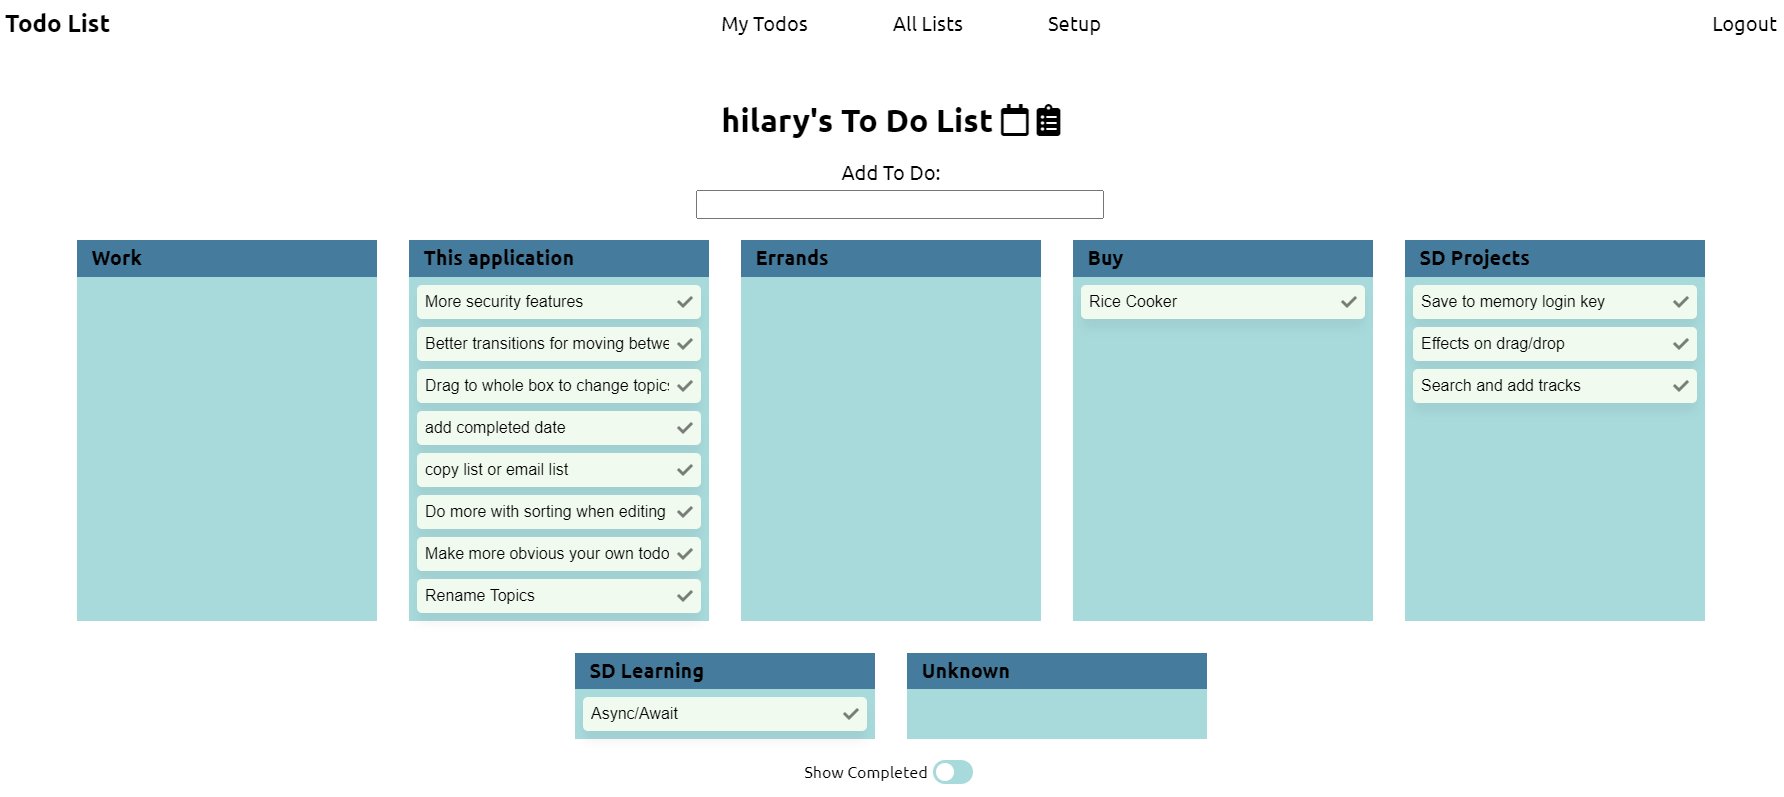 Todo List
My Todos
All Lists
Setup
Logout
hilary's To Do List
Add To Do:
Work
This application
More security features
Better transitions for moving betwe
Drag to whole box to change topics
add completed date
copy list or email list
Do more with sorting when editing
Make more obvious your own todo
Rename Topics
Errands
Buy
Rice Cooker
SD Projects
Save to memory login key
Effects on drag/drop
Search and add tracks
SD Learning
Async/Await
Unknown
Show Completed